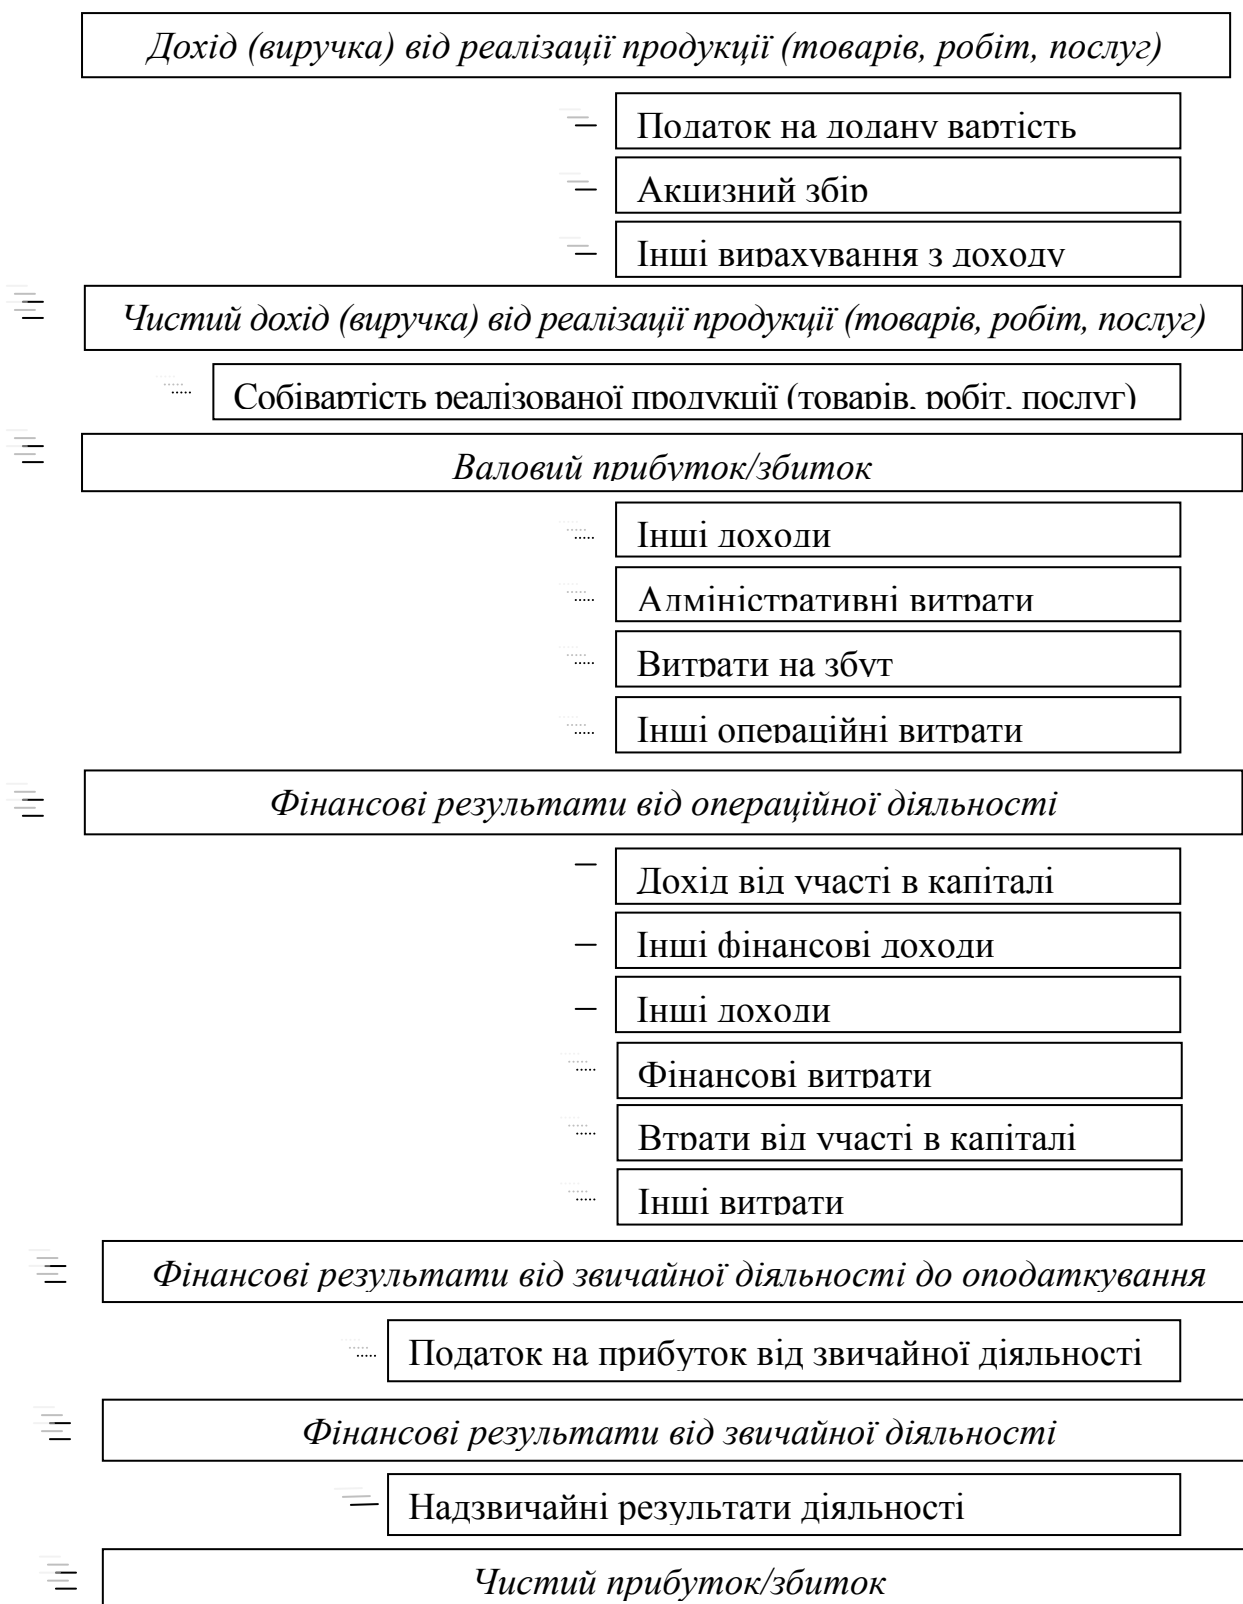 Дохід (виручка) від реалізації продукції (товарів, робіт, послуг)
Податок на додану вартість
Акцизний збір
Інші вирахування з доходу
Чистий дохід (виручка) від реалізації продукції (товарів, робіт, послуг)
Собівартість реалізованої продукції (товарів, робіт, послуг)
Валовий прибуток/збиток
Інші доходи
Адміністративні витрати
Витрати на збут
Інші операційні витрати
Фінансові результати від операційної діяльності
Дохід від участі в капіталі
Інші фінансові доходи
Інші доходи
Фінансові витрати
Втрати від участі в капіталі
Інші витрати
Фінансові результати від звичайної діяльності до оподаткування
Податок на прибуток від звичайної діяльності
Фінансові результати від звичайної діяльності
Надзвичайні результати діяльності
Чистий прибуток/збиток